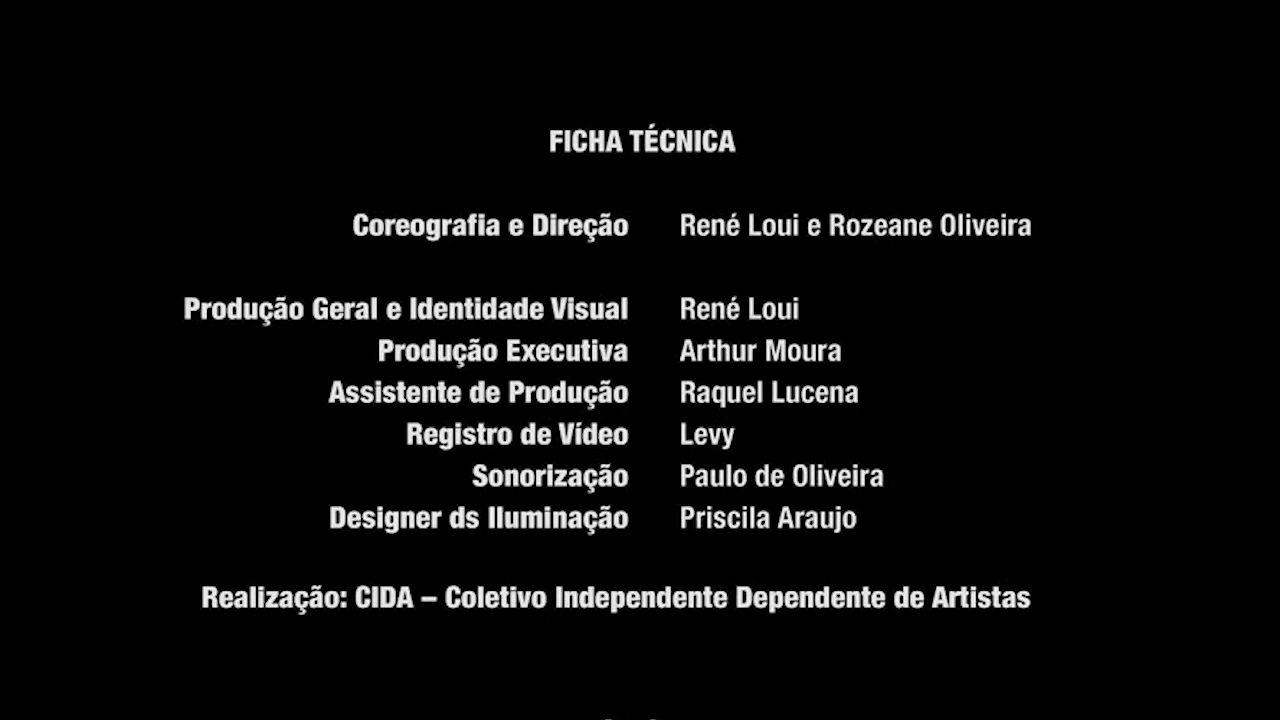 FICHA TÉCNICA
Coreografia e Direção René Loui e Rozeane Oliveira
Produção Geral e Identidade Visual René Loui
Produção Executiva Arthur Moura
Assistente de Produção Raquel Lucena
Registro de Vídeo Levy
Sonorização Paulo de Oliveira
Designer ds Iluminação Priscila Araujo
Realização: CIDA – Coletivo Independente Dependente de Artistas